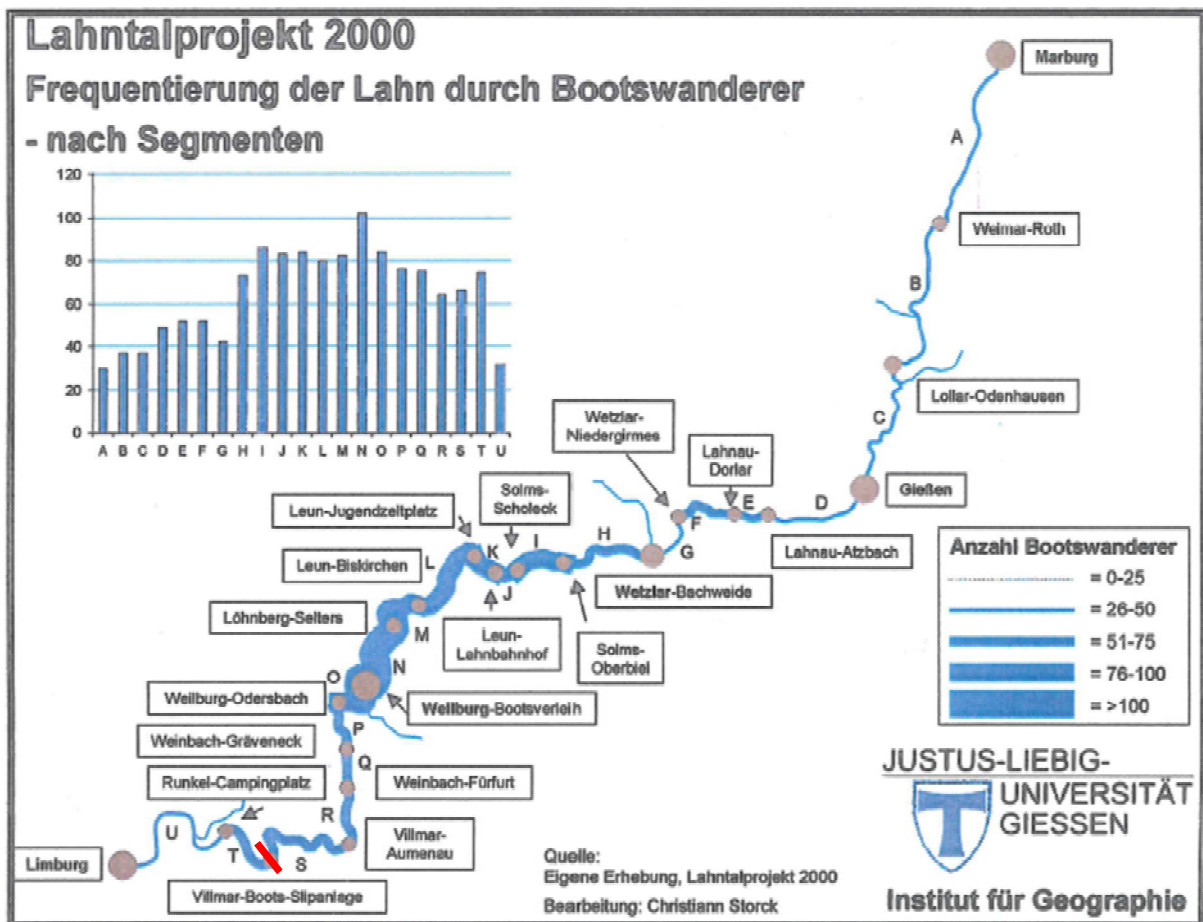 Lahntalprojekt 2000
Frequentierung der Lahn durch Bootswanderer
- nach Segmenten
120
100
80
60
40
20
0
A B C D E F G H I J K L M N O P Q R S T U
Marburg
A
Weimar-Roth
B
Lollar-Odenhausen
C
Gießen
D
Lahnau-Atzbach
E
Lahnau-
Dorlar
F
Wetzlar-
Niedergirmes
G
Wetzlar-Bachweide
H
Solms-
Oberbiel
I
Solms-
Scholeck
J
Leun-
Lahnbahnhof
K
Leun-Jugendzeltplatz
L
Leun-Biskirchen
M
Löhnberg-Selters
N
Weilburg-Bootsverleih
O
Weilburg-Odersbach
P
Weinbach-Gräveneck
Q
Weinbach-Fürfurt
R
Villmar-
Aumenau
S
Villmar-Boots-Slipanlage
T
Runkel-Campingplatz
U
Limburg
Anzahl Bootswanderer
= 0-25
= 26-50
= 51-75
= 76-100
= >100
Quelle:
Eigene Erhebung, Lahntalprojekt 2000
Bearbeitung: Christiann Storck
JUSTUS-LIEBIG-
UNIVERSITÄT
GIESSEN
Institut für Geographie